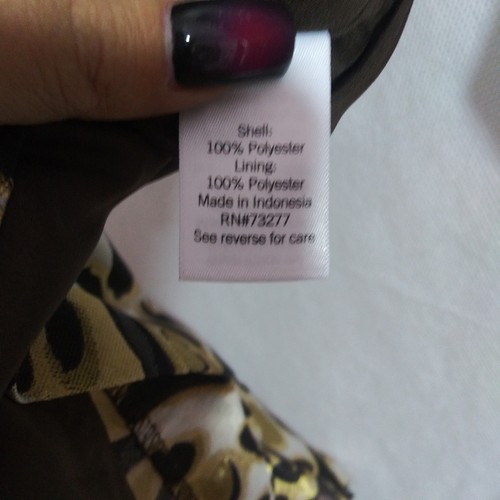 Shell:
100% Polyester
Lining:
100% Polyester
Made in Indonesia
RN#73277
See reverse for care